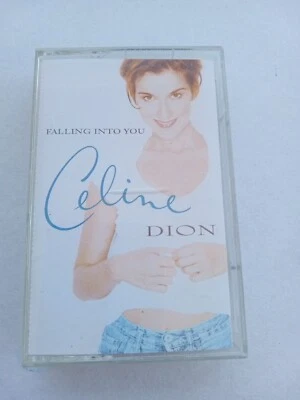 FALLING INTO YOU
Celine
DION